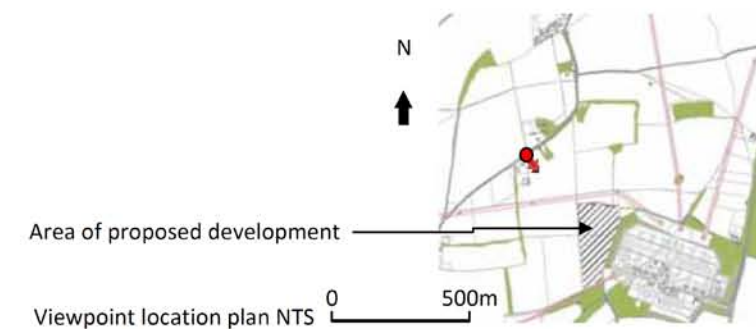 N
Area of proposed development
0 500m
Viewpoint location plan NTS